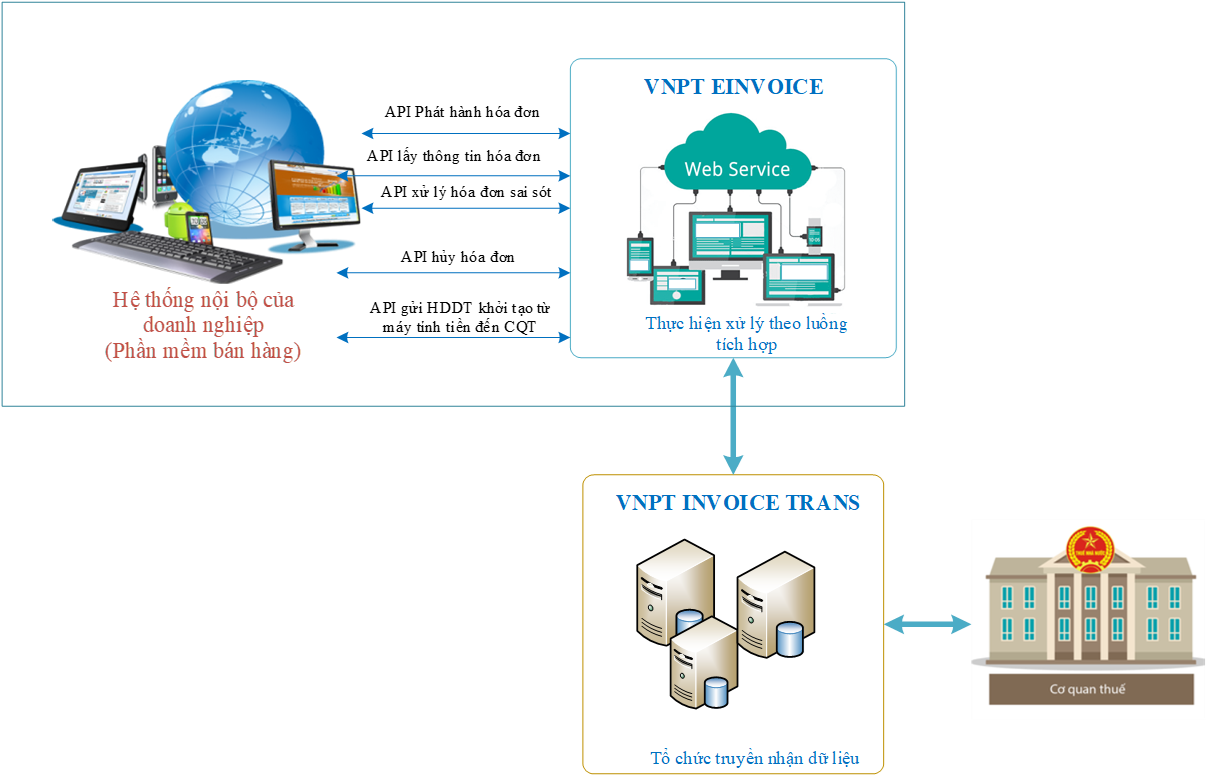 VNPT EINVOICE
API Phát hành hóa đơn
API lấy thông tin hóa đơn
Web Service
API xử lý hóa đơn sai sót
API hủy hóa đơn
Hệ thống nội bộ của
doanh nghiệp
(Phần mềm bán hàng)
API gửi HDDT khởi tạo từ
máy tính tiền đến CQT
Thực hiện xử lý theo luồng
tích hợp
VNPT INVOICE TRANS
THUẾ NHÀ NƯỚC
Cơ quan thuế
Tổ chức truyền nhận dữ liệu